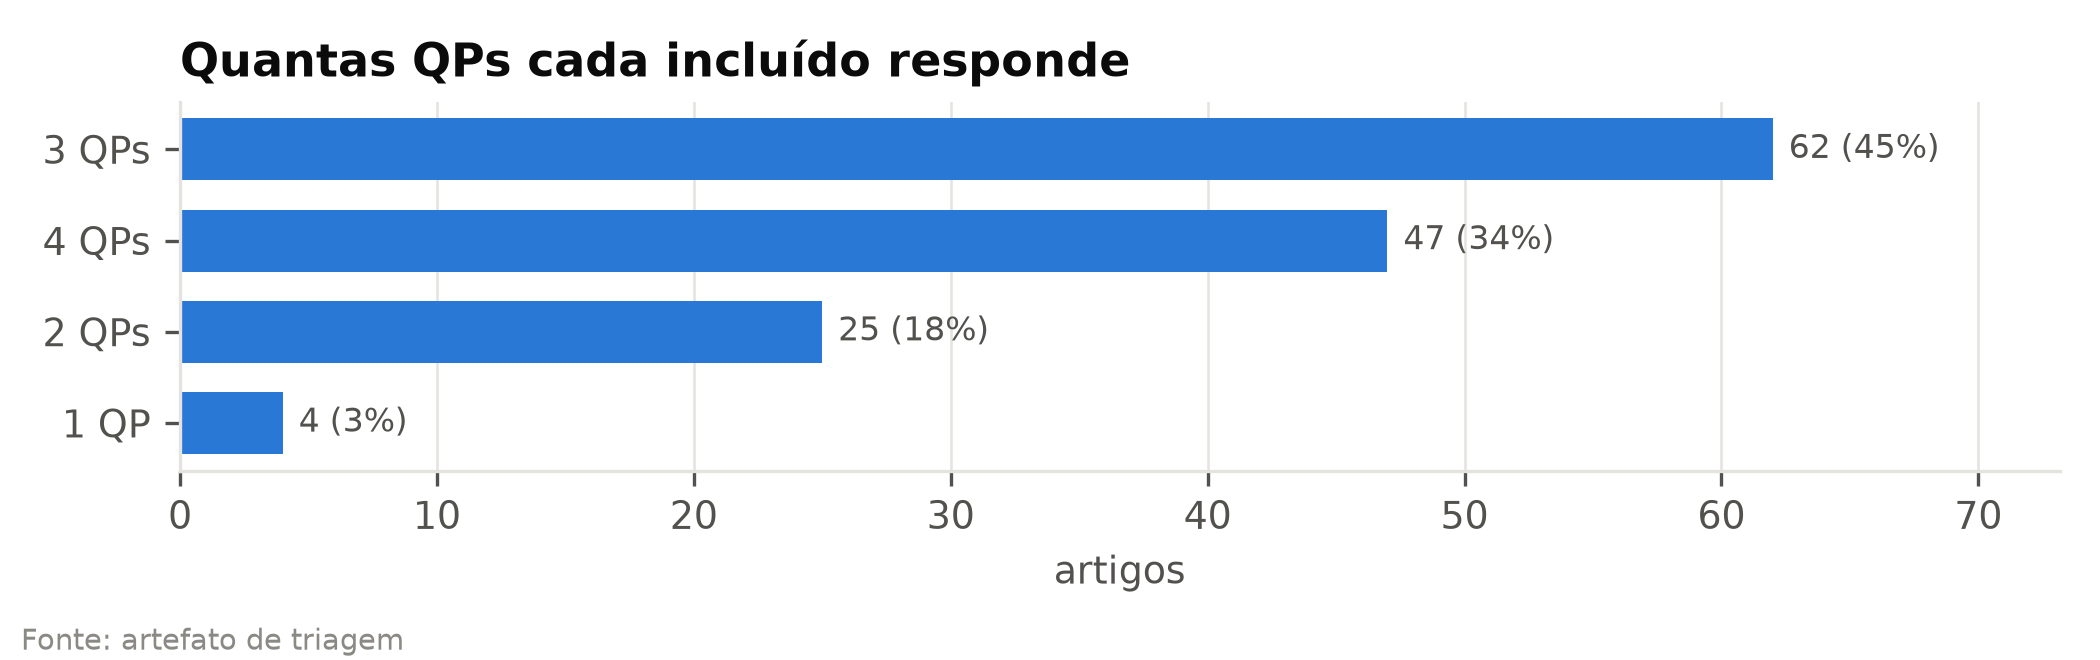 Quantas QPs cada incluído responde
3 QPs
62 (45%)
4 QPs
47 (34%)
2 QPs
25 (18%)
1 QP
4 (3%)
0 10 20 30 40 50 60 70
artigos
Fonte: artefato de triagem